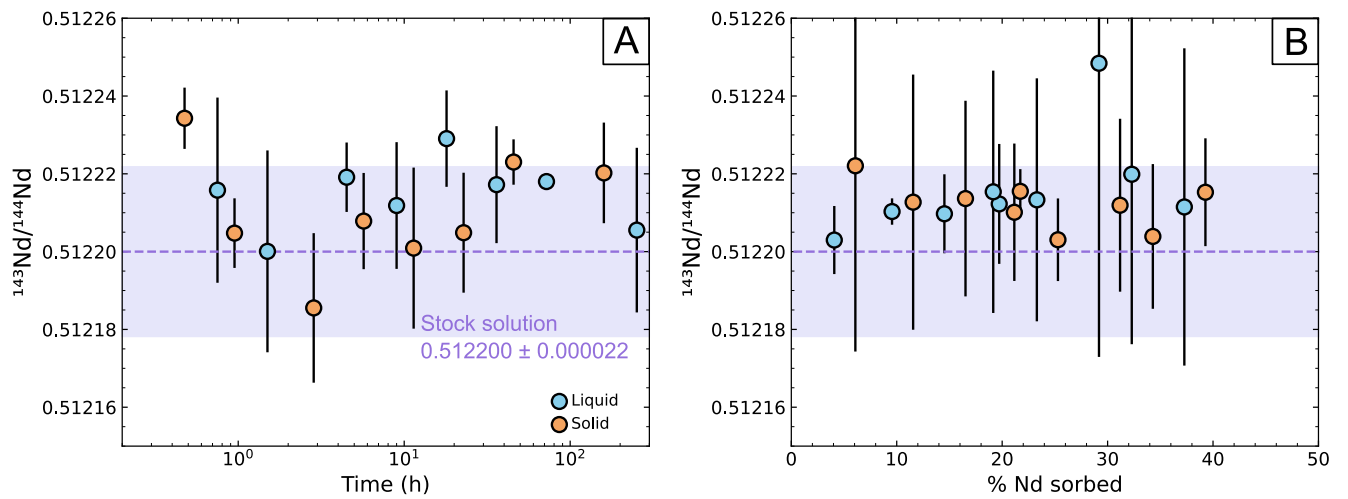 A
0.51226
0.51224
0.51222
0.51220
0.51218
0.51216
¹⁴³Nd/¹⁴⁴Nd
Stock solution
0.512200 ± 0.000022
Liquid
Solid
10⁰
10¹
10²
Time (h)
B
0.51226
0.51224
0.51222
0.51220
0.51218
0.51216
¹⁴³Nd/¹⁴⁴Nd
0
10
20
30
40
50
% Nd sorbed